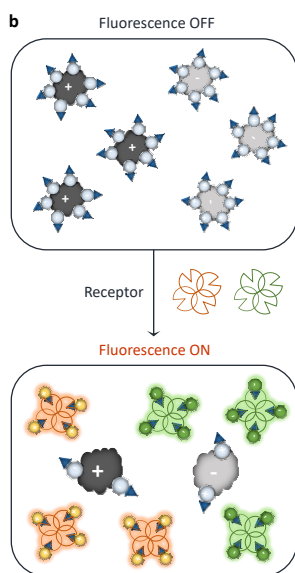 b
Fluorescence OFF
+
-
+
-
+
-
Receptor
Fluorescence ON
+
-